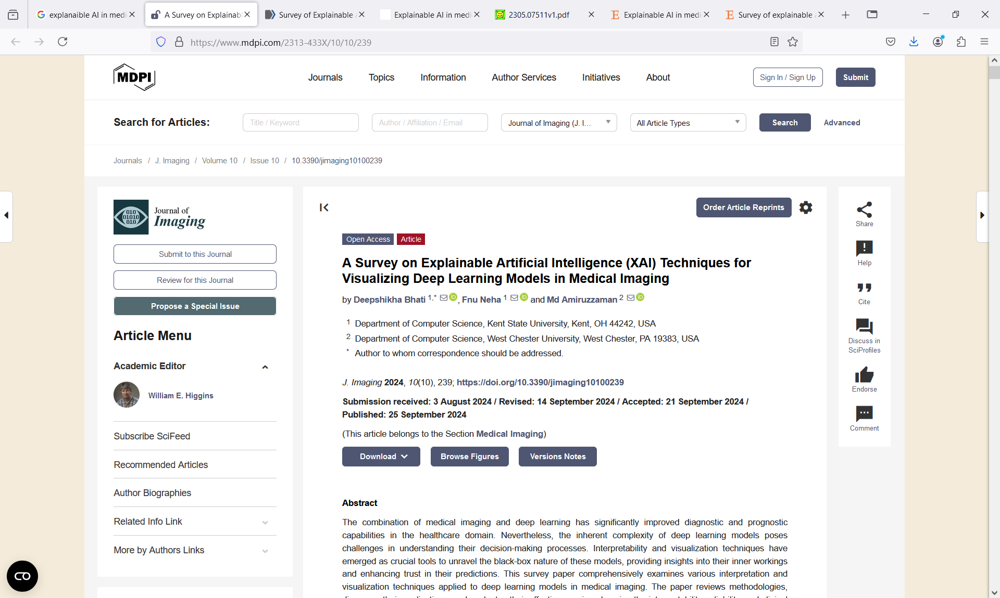 explanaible AI in medi
A Survey on Explainabl
Survey of Explainable
Explainable AI in medi
2305.07511v1.pdf
Explainable AI in medi
Survey of explainable
https://www.mdpi.com/2313-433X/10/10/239
MDPI
Journals
Topics
Information
Author Services
Initiatives
About
Sign In / Sign Up
Submit
Search for Articles:
Title / Keyword
Author / Affiliation / Email
Journal of Imaging (J. I...
All Article Types
Search
Advanced
Journals / J. Imaging / Volume 10 / Issue 10 / 10.3390/jimaging10100239
010
01010
010
Journal of
Imaging
Submit to this Journal
Review for this Journal
Propose a Special Issue
Article Menu
Academic Editor
William E. Higgins
Subscribe SciFeed
Recommended Articles
Author Biographies
Related Info Link
More by Authors Links
Order Article Reprints
Open Access Article
A Survey on Explainable Artificial Intelligence (XAI) Techniques for
Visualizing Deep Learning Models in Medical Imaging
by Deepshikha Bhati 1,* iD, Fnu Neha 1 iD and Md Amiruzzaman 2 iD
1 Department of Computer Science, Kent State University, Kent, OH 44242, USA
2 Department of Computer Science, West Chester University, West Chester, PA 19383, USA
* Author to whom correspondence should be addressed.
J. Imaging 2024, 10(10), 239; https://doi.org/10.3390/jimaging10100239
Submission received: 3 August 2024 / Revised: 14 September 2024 / Accepted: 21 September 2024 /
Published: 25 September 2024
(This article belongs to the Section Medical Imaging)
Download
Browse Figures
Versions Notes
Abstract
The combination of medical imaging and deep learning has significantly improved diagnostic and prognostic
capabilities in the healthcare domain. Nevertheless, the inherent complexity of deep learning models poses
challenges in understanding their decision-making processes. Interpretability and visualization techniques have
emerged as crucial tools to unravel the black-box nature of these models, providing insights into their inner workings
and enhancing trust in their predictions. This survey paper comprehensively examines various interpretation and
visualization techniques applied to deep learning models in medical imaging. The paper reviews methodologies,
Share
Help
Cite
Discuss in
SciProfiles
Endorse
Comment